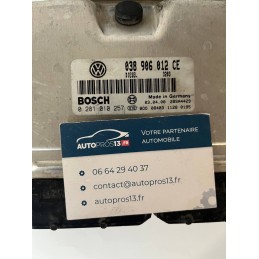 038 906 012 CE
DIESEL
Made in Germany
BOSCH
0 281 010 257
AUTOPROS13.FR
VOTRE PARTENAIRE
AUTOMOBILE
06 64 29 40 37
contact@autopros13.fr
autopros13.fr